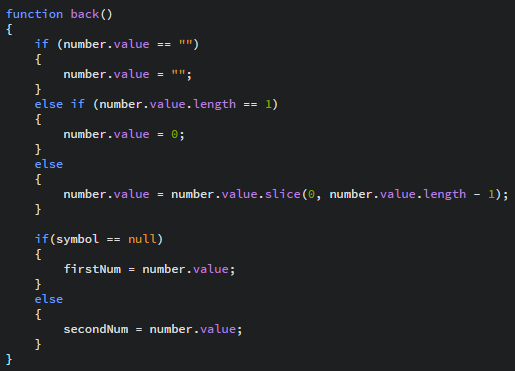 function back()
{
    if (number.value == "")
    {
        number.value = "";
    }
    else if (number.value.length == 1)
    {
        number.value = 0;
    }
    else
    {
        number.value = number.value.slice(0, number.value.length - 1);
    }

    if(symbol == null)
    {
        firstNum = number.value;
    }
    else
    {
        secondNum = number.value;
    }
}